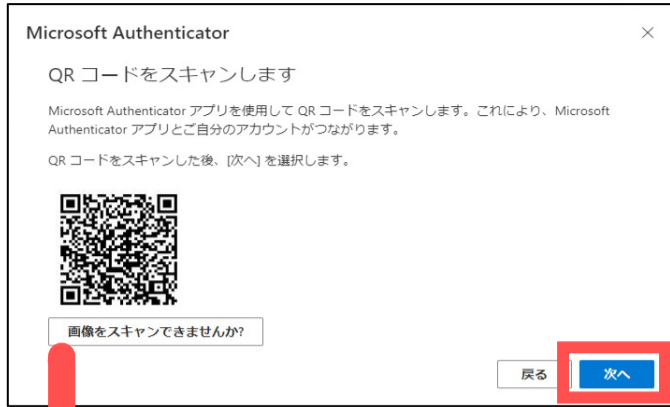 Microsoft Authenticator
QR コードをスキャンします
Microsoft Authenticator アプリを使用して QR コードをスキャンします。これにより、Microsoft
Authenticator アプリとご自分のアカウントがつながります。
QR コードをスキャンした後、[次へ] を選択します。
画像をスキャンできませんか?
戻る 次へ